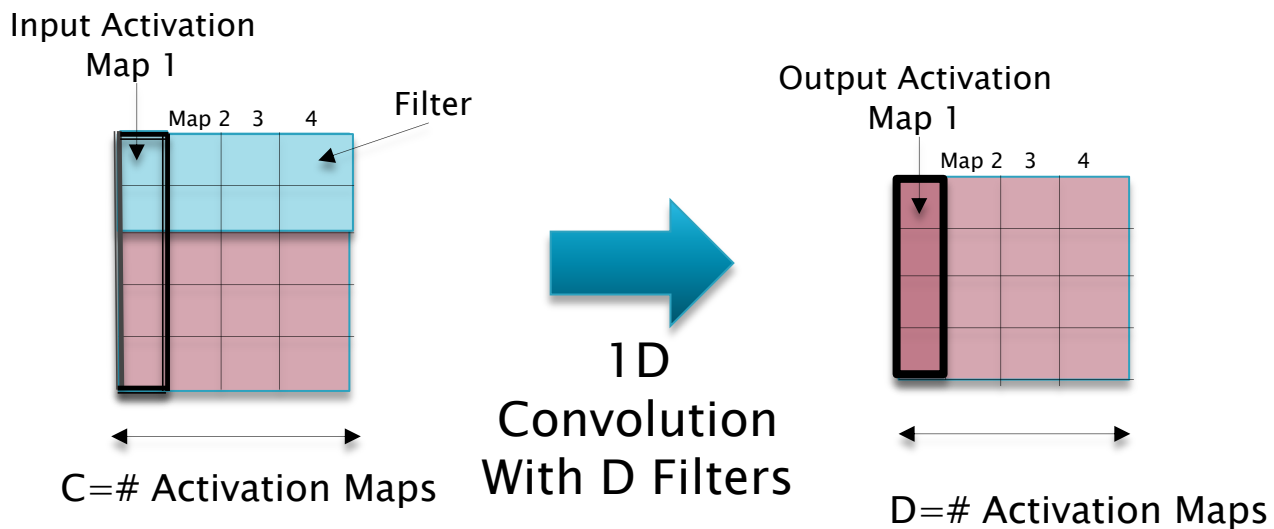 Input Activation
Map 1
Filter
Map 2 3 4
C=# Activation Maps
1D
Convolution
With D Filters
Output Activation
Map 1
Map 2 3 4
D=# Activation Maps